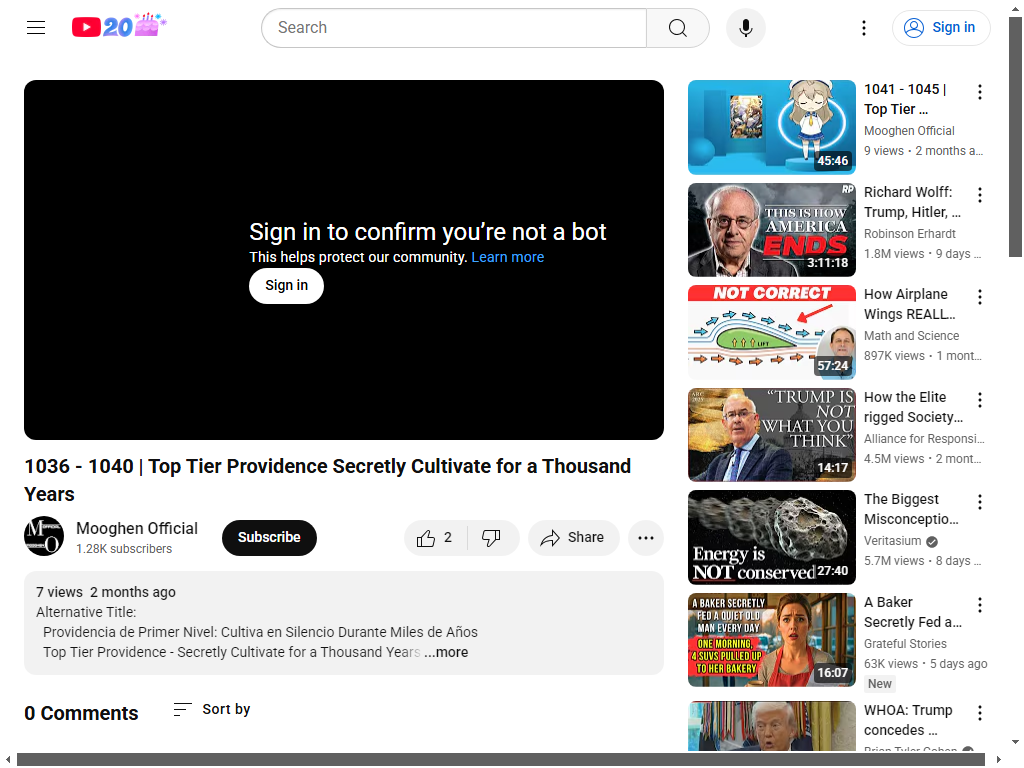 20
Search
Sign in
Sign in to confirm you’re not a bot
This helps protect our community. Learn more
Sign in
1036 - 1040 | Top Tier Providence Secretly Cultivate for a Thousand
Years
Mooghen Official
1.28K subscribers
Subscribe
2
Share
7 views 2 months ago
Alternative Title:
Providencia de Primer Nivel: Cultiva en Silencio Durante Miles de Años
Top Tier Providence - Secretly Cultivate for a Thousand Years ...more
0 Comments
Sort by
45:46
1041 - 1045 |
Top Tier ...
Mooghen Official
9 views • 2 months a...
RP
THIS IS HOW
AMERICA
ENDS
3:11:18
Richard Wolff:
Trump, Hitler, ...
Robinson Erhardt
1.8M views • 9 days ...
NOT CORRECT
LIFT
57:24
How Airplane
Wings REALL...
Math and Science
897K views • 1 mont...
ARC
2025
“TRUMP IS
NOT
WHAT YOU
THINK”
14:17
How the Elite
rigged Society...
Alliance for Responsi...
4.5M views • 2 mont...
Energy is
NOT conserved
27:40
The Biggest
Misconceptio...
Veritasium
5.7M views • 8 days ...
A BAKER SECRETLY
FED A QUIET OLD
MAN EVERY DAY
ONE MORNING,
4 SUVS PULLED UP
TO HER BAKERY
16:07
A Baker
Secretly Fed a...
Grateful Stories
63K views • 5 days ago
New
WHOA: Trump
concedes ...
Brian Tyler Cohen